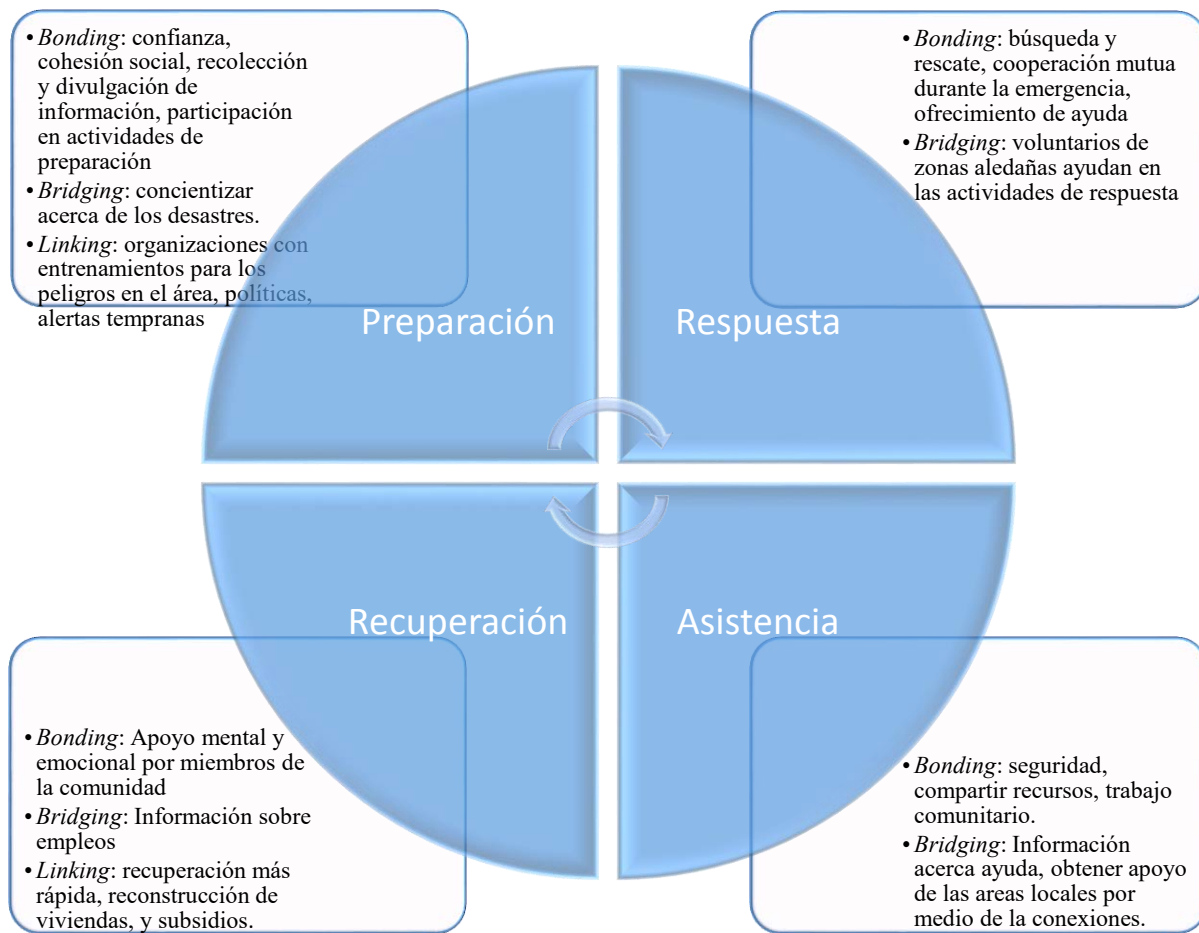 • Bonding: confianza,
cohesión social, recolección
y divulgación de
información, participación
en actividades de
preparación
• Bridging: concientizar
acerca de los desastres.
• Linking: organizaciones con
entrenamientos para los
peligros en el área, políticas,
alertas tempranas
• Bonding: búsqueda y
rescate, cooperación mutua
durante la emergencia,
ofrecimiento de ayuda
• Bridging: voluntarios de
zonas aledañas ayudan en
las actividades de respuesta
Preparación
Respuesta
Recuperación
Asistencia
• Bonding: Apoyo mental y
emocional por miembros de
la comunidad
• Bridging: Información sobre
empleos
• Linking: recuperación más
rápida, reconstrucción de
viviendas, y subsidios.
• Bonding: seguridad,
compartir recursos, trabajo
comunitario.
• Bridging: Información
acerca ayuda, obtener apoyo
de las areas locales por
medio de la conexiones.